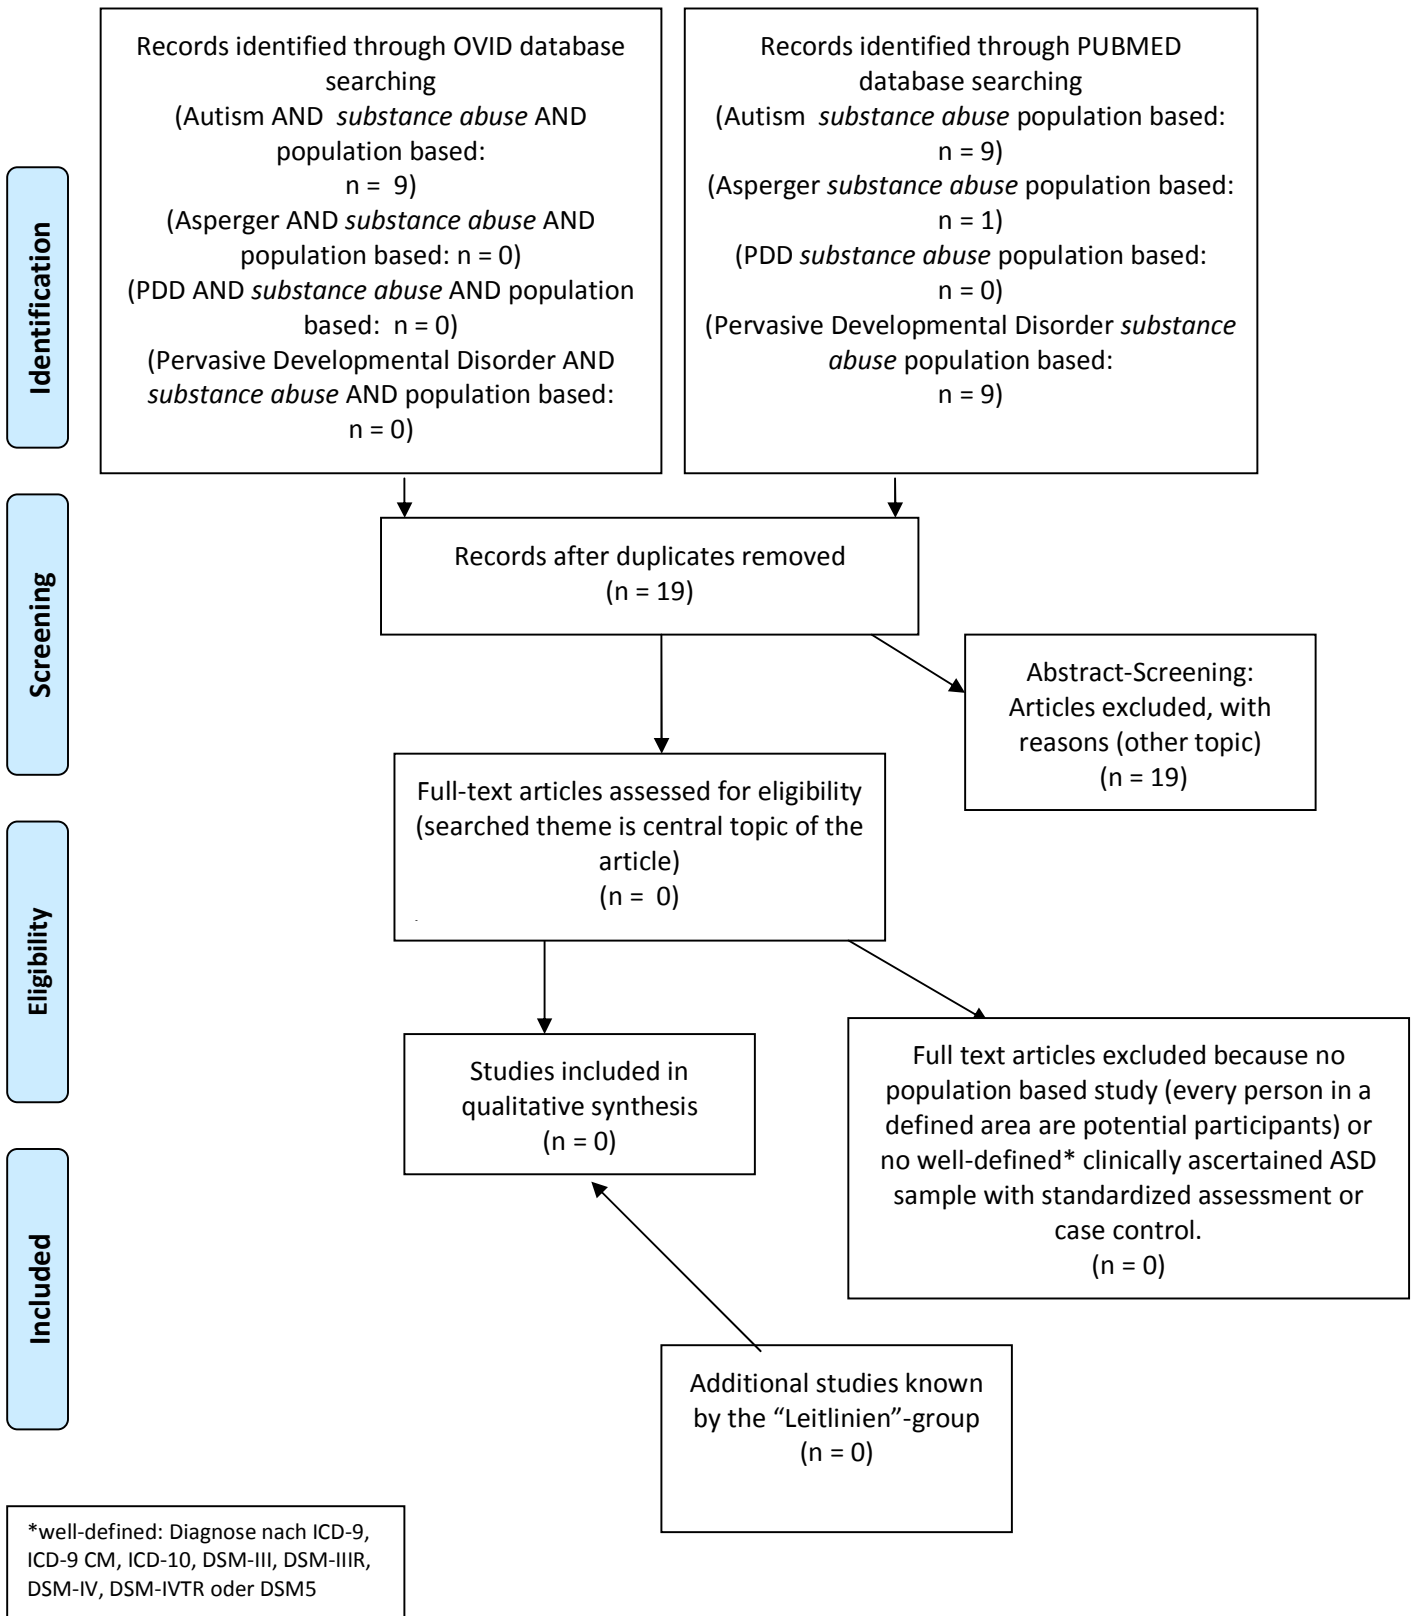 Records identified through OVID database
searching
(Autism AND substance abuse AND
population based:
n = 9)
(Asperger AND substance abuse AND
population based: n = 0)
(PDD AND substance abuse AND population
based: n = 0)
(Pervasive Developmental Disorder AND
substance abuse AND population based:
n = 0)
Records identified through PUBMED
database searching
(Autism substance abuse population based:
n = 9)
(Asperger substance abuse population based:
n = 1)
(PDD substance abuse population based:
n = 0)
(Pervasive Developmental Disorder substance
abuse population based:
n = 9)
Identification
Screening
Records after duplicates removed
(n = 19)
Abstract-Screening:
Articles excluded, with
reasons (other topic)
(n = 19)
Full-text articles assessed for eligibility
(searched theme is central topic of the
article)
(n = 0)
Eligibility
Studies included in
qualitative synthesis
(n = 0)
Full text articles excluded because no
population based study (every person in a
defined area are potential participants) or
no well-defined* clinically ascertained ASD
sample with standardized assessment or
case control.
(n = 0)
Included
Additional studies known
by the “Leitlinien”-group
(n = 0)
*well-defined: Diagnose nach ICD-9,
ICD-9 CM, ICD-10, DSM-III, DSM-IIIR,
DSM-IV, DSM-IVTR oder DSM5